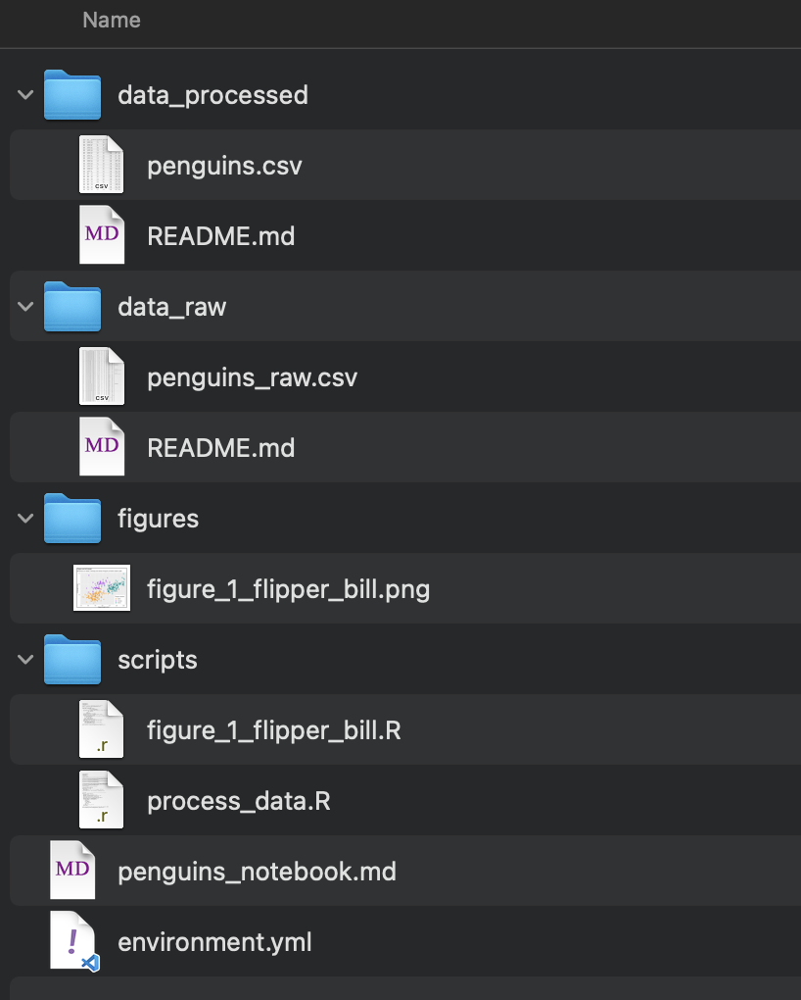 Name
data_processed
CSV
penguins.csv
MD
README.md
data_raw
CSV
penguins_raw.csv
MD
README.md
figures
figure_1_flipper_bill.png
scripts
.r
figure_1_flipper_bill.R
.r
process_data.R
MD
penguins_notebook.md
!
environment.yml